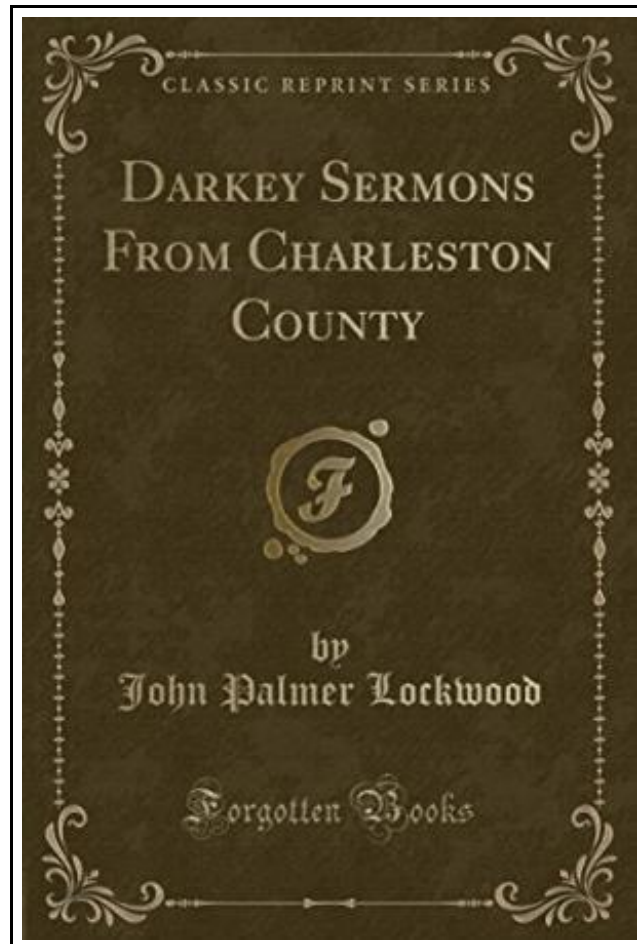 CLASSIC REPRINT SERIES
DARKEY SERMONS
FROM CHARLESTON
COUNTY
F
by
John Palmer Lockwood
Forgotten Books